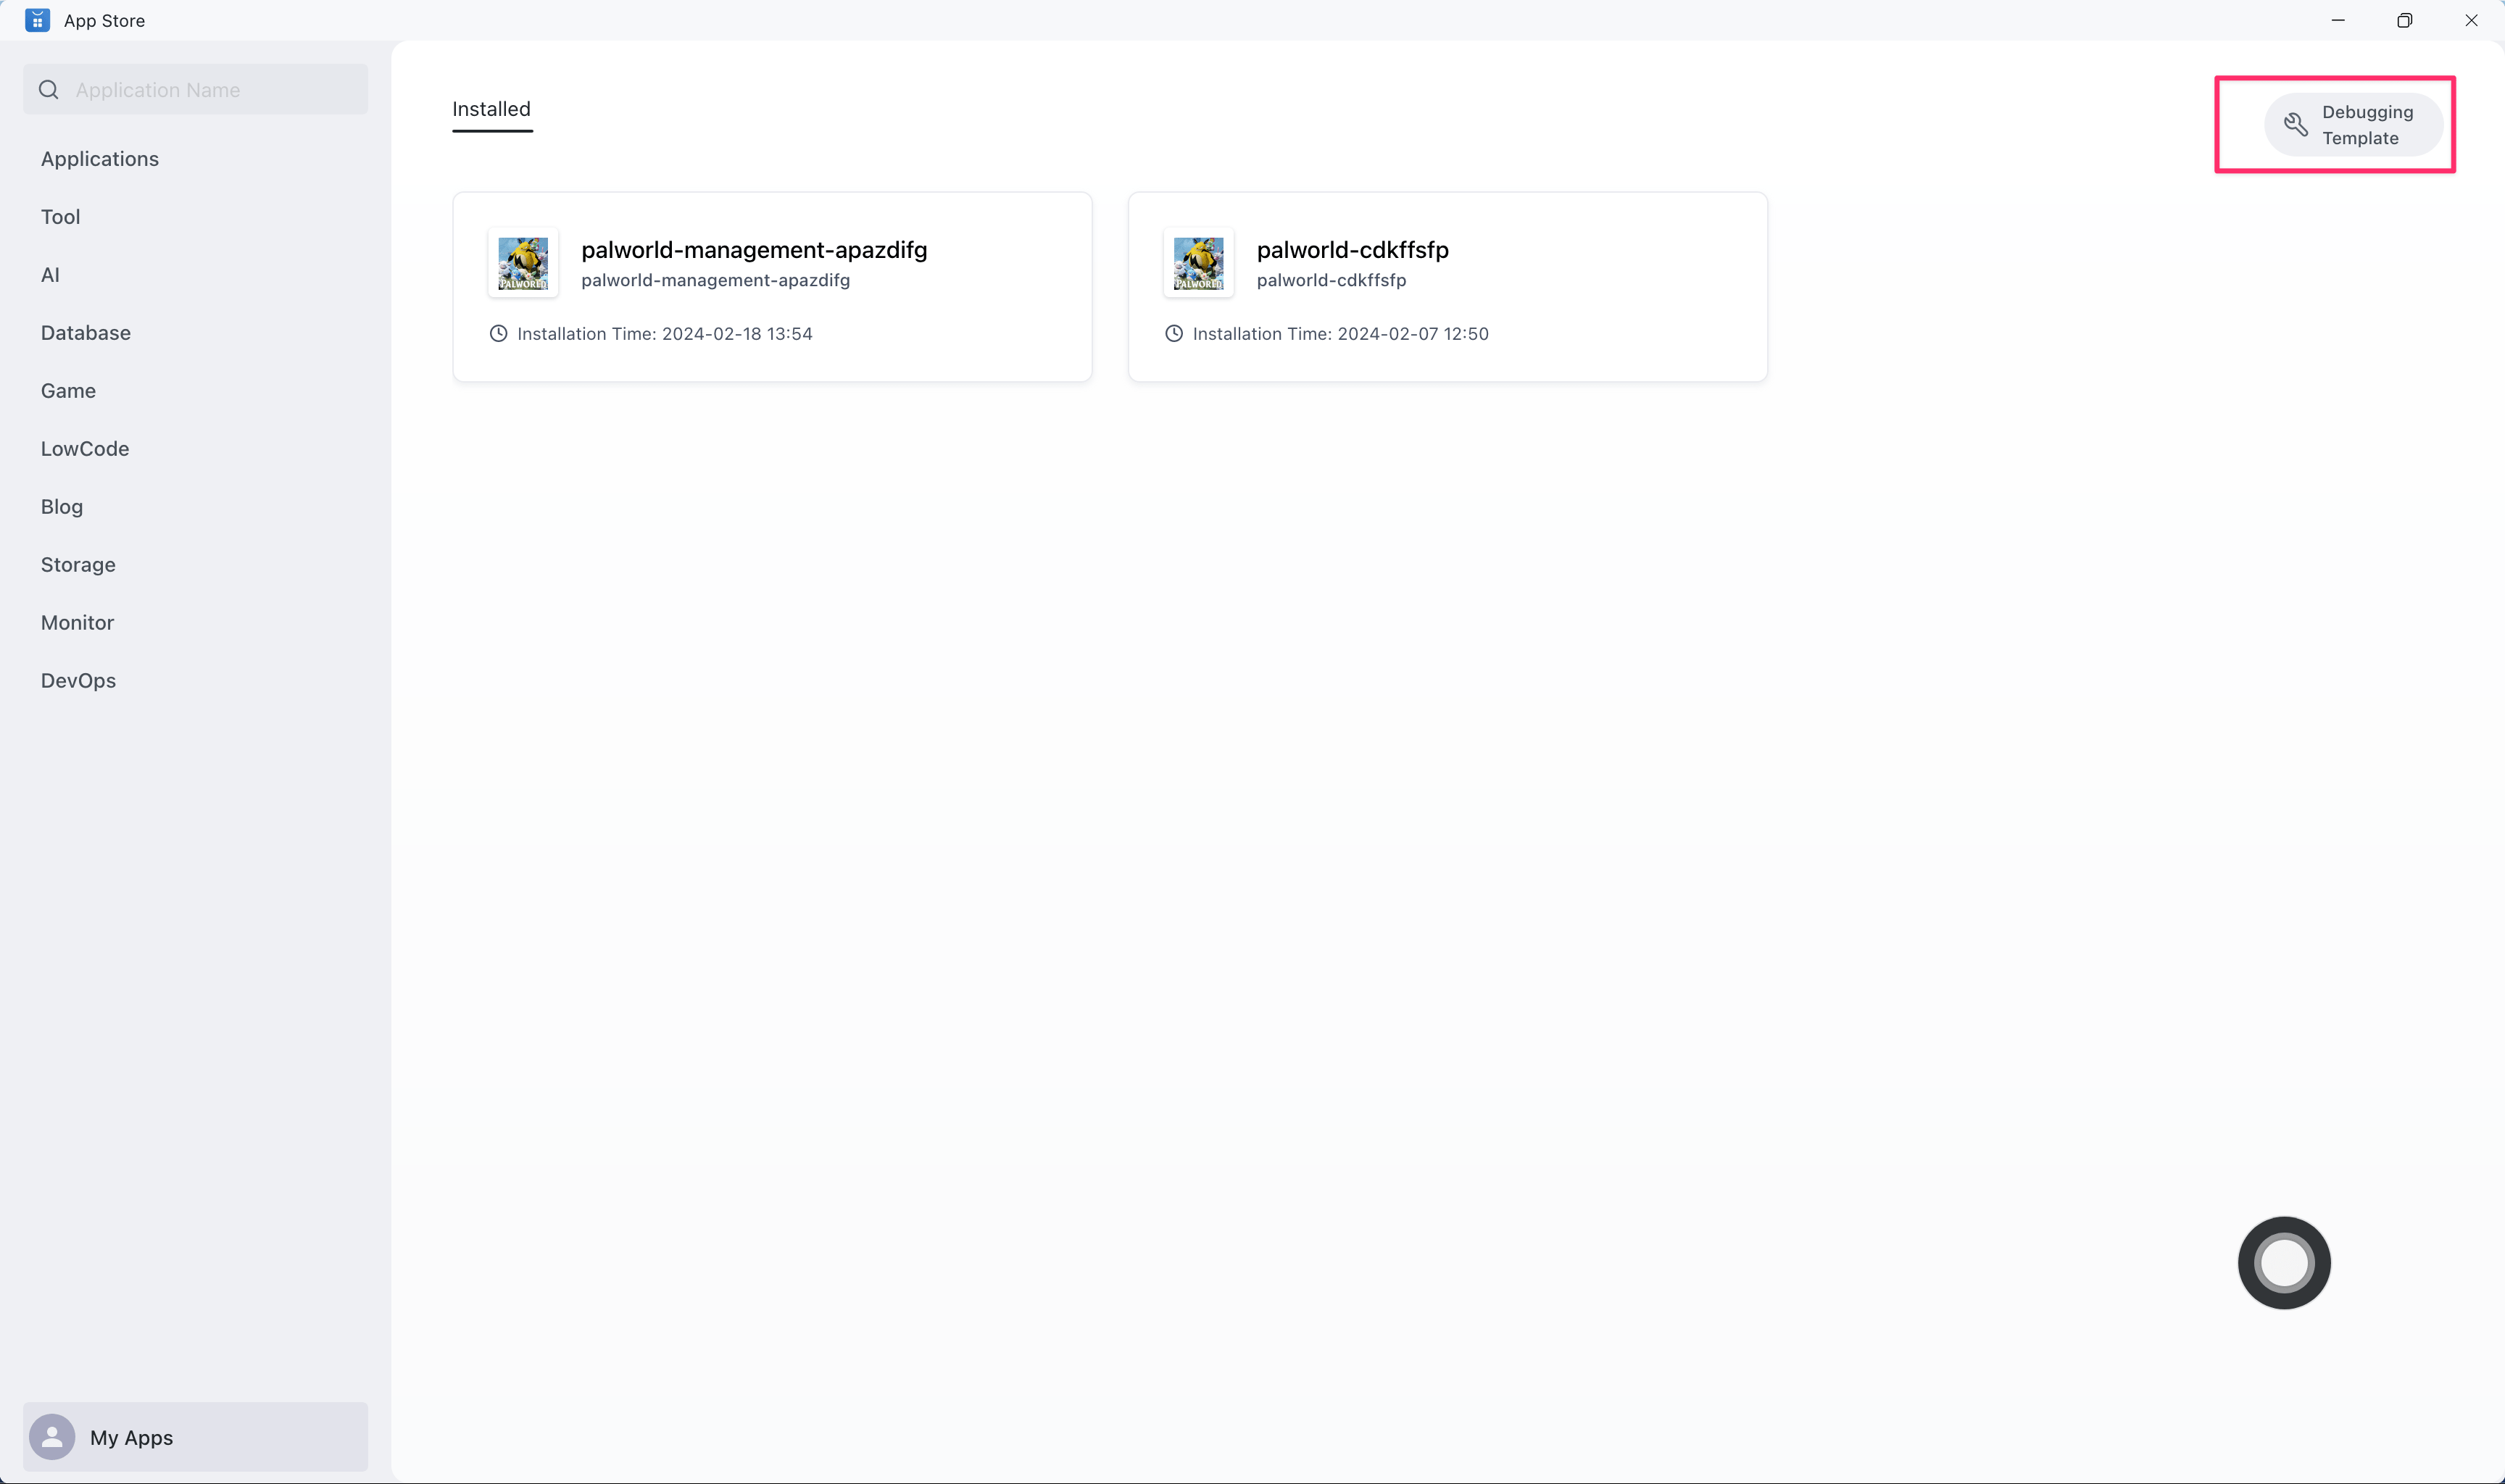 App Store
Application Name
Applications
Tool
AI
Database
Game
LowCode
Blog
Storage
Monitor
DevOps
My Apps
Installed
Debugging
Template
palworld-management-apazdifg
palworld-management-apazdifg
Installation Time: 2024-02-18 13:54
PALWORLD
palworld-cdkffsfp
palworld-cdkffsfp
Installation Time: 2024-02-07 12:50
PALWORLD